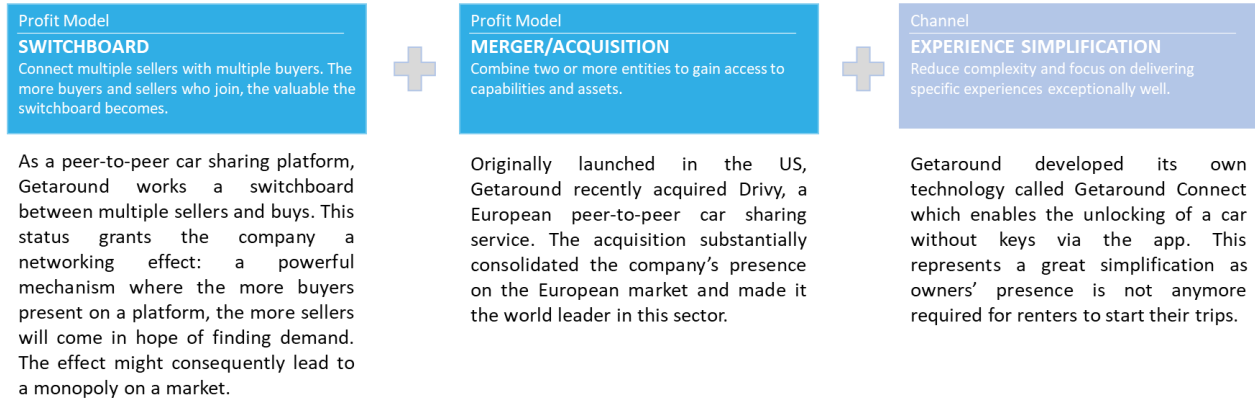 Profit Model
SWITCHBOARD
Connect multiple sellers with multiple buyers. The
more buyers and sellers who join, the valuable the
switchboard becomes.
As a peer-to-peer car sharing platform,
Getaround works a switchboard
between multiple sellers and buys. This
status grants the company a
networking effect: a powerful
mechanism where the more buyers
present on a platform, the more sellers
will come in hope of finding demand.
The effect might consequently lead to
a monopoly on a market.
Profit Model
MERGER/ACQUISITION
Combine two or more entities to gain access to
capabilities and assets.
Originally launched in the US,
Getaround recently acquired Drivy, a
European peer-to-peer car sharing
service. The acquisition substantially
consolidated the company’s presence
on the European market and made it
the world leader in this sector.
Channel
EXPERIENCE SIMPLIFICATION
Reduce complexity and focus on delivering
specific experiences exceptionally well.
Getaround developed its own
technology called Getaround Connect
which enables the unlocking of a car
without keys via the app. This
represents a great simplification as
owners’ presence is not anymore
required for renters to start their trips.